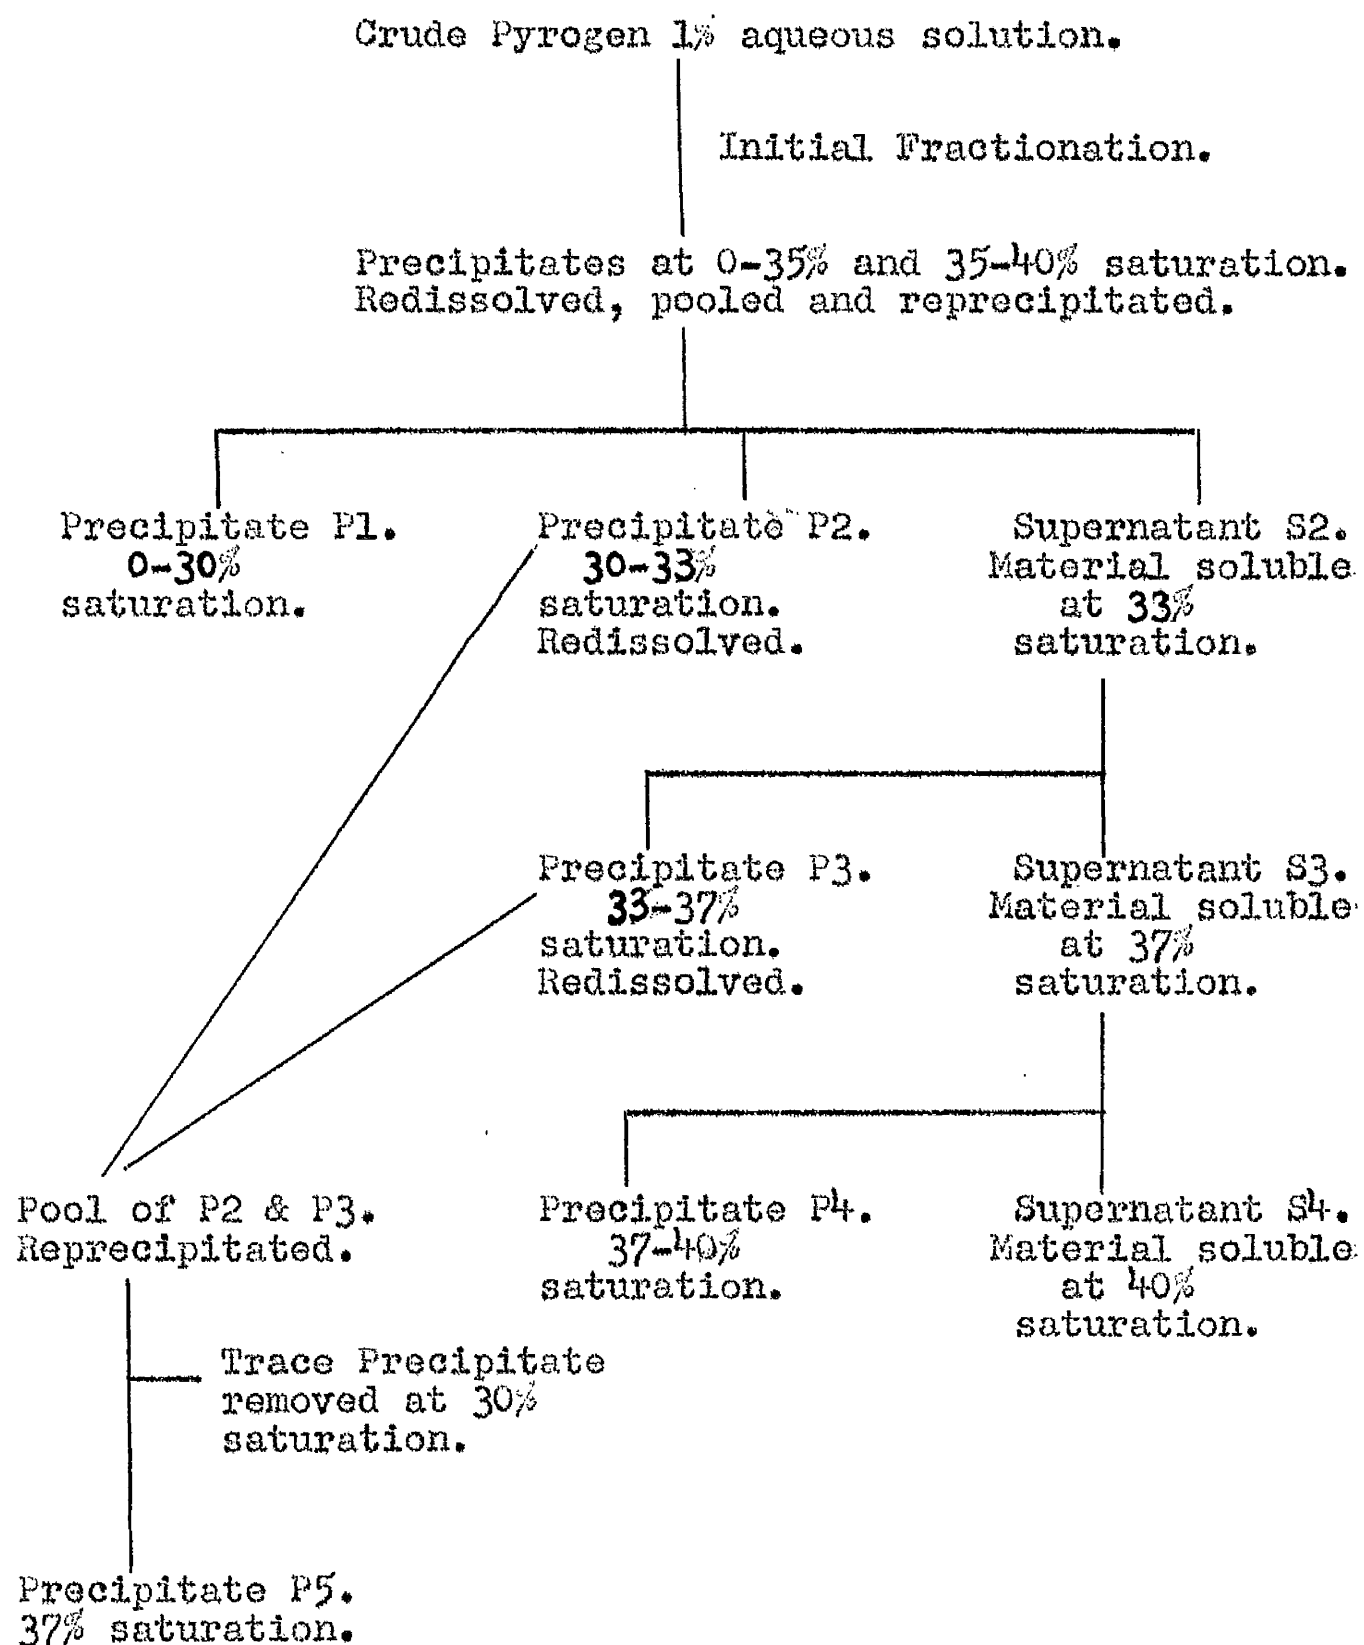 Crude Pyrogen 1% aqueous solution.
Initial Fractionation.
Precipitates at 0-35% and 35-40% saturation.
Redissolved, pooled and reprecipitated.
Precipitate P1.
0-30%
saturation.
Precipitate P2.
30-33%
saturation.
Redissolved.
Supernatant S2.
Material soluble
at 33%
saturation.
Precipitate P3.
33-37%
saturation.
Redissolved.
Supernatant S3.
Material soluble
at 37%
saturation.
Pool of P2 & P3.
Reprecipitated.
Precipitate P4.
37-40%
saturation.
Supernatant S4.
Material soluble
at 40%
saturation.
Trace Precipitate
removed at 30%
saturation.
Precipitate P5.
37% saturation.